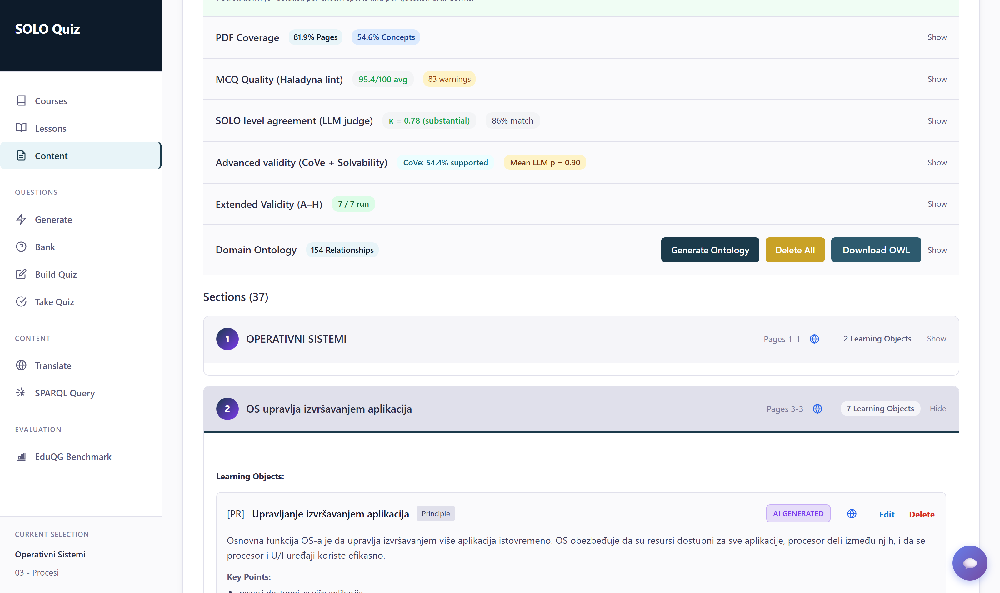 SOLO Quiz
Courses
Lessons
Content
QUESTIONS
Generate
Bank
Build Quiz
Take Quiz
CONTENT
Translate
SPARQL Query
EVALUATION
EduQG Benchmark
CURRENT SELECTION
Operativni Sistemi
03 - Procesi
PDF Coverage 81.9% Pages 54.6% Concepts Show
MCQ Quality (Haladyna lint) 95.4/100 avg 83 warnings Show
SOLO level agreement (LLM judge) κ = 0.78 (substantial) 86% match Show
Advanced validity (CoVe + Solvability) CoVe: 54.4% supported Mean LLM p = 0.90 Show
Extended Validity (A–H) 7 / 7 run Show
Domain Ontology 154 Relationships Generate Ontology Delete All Download OWL Show
Sections (37)
1 OPERATIVNI SISTEMI Pages 1-1 2 Learning Objects Show
2 OS upravlja izvršavanjem aplikacija Pages 3-3 7 Learning Objects Hide
Learning Objects:
[PR] Upravljanje izvršavanjem aplikacija Principle AI GENERATED Edit Delete
Osnovna funkcija OS-a je da upravlja izvršavanjem više aplikacija istovremeno. OS obezbeđuje da su resursi dostupni za sve aplikacije, procesor deli između njih, i da se
procesor i U/I uređaji koriste efikasno.
Key Points:
resursi dostupni za više aplikacija